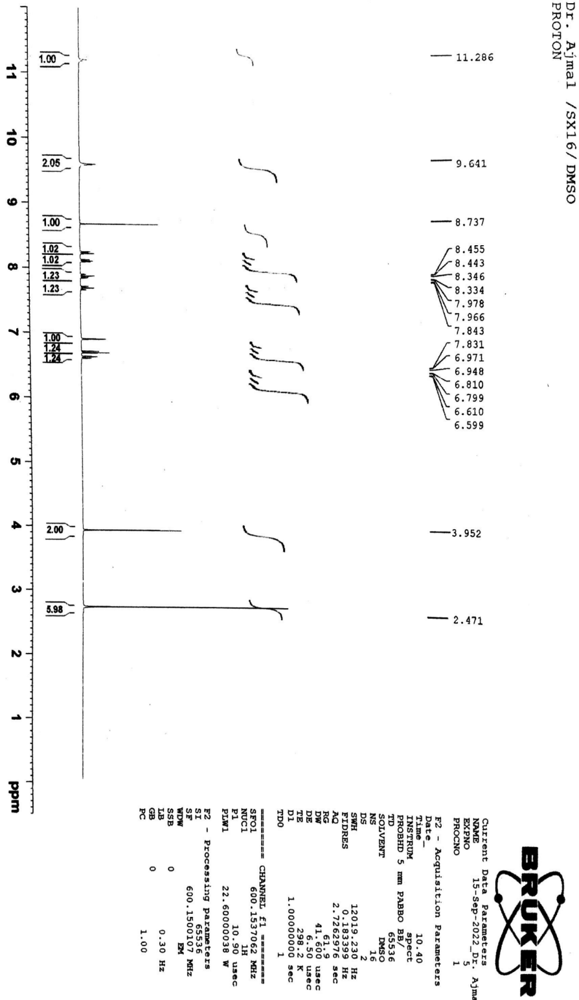 Dr. Ajmal /SX16/ DMSO
PROTON
11.286
9.641
8.737
8.455
8.443
8.346
8.334
7.978
7.966
7.843
7.831
6.971
6.948
6.810
6.799
6.610
6.599
3.952
2.471
1.00
2.05
1.00
1.02
1.02
1.23
1.23
1.00
1.24
1.24
2.00
5.98
11 10 9 8 7 6 5 4 3 2 1 ppm
BRUKER
Current Data Parameters
NAME 15-Sep-2022_Dr. Ajma
EXPNO 5
PROCNO 1
F2 - Acquisition Parameters
Date_
Time 10.40
INSTRUM spect
PROBHD 5 mm PABBO BB/
TD 65536
SOLVENT DMSO
NS 16
DS 2
SWH 12019.230 Hz
FIDRES 0.183399 Hz
AQ 2.7262976 sec
RG 61.9
DW 41.600 usec
DE 6.50 usec
TE 298.2 K
D1 1.00000000 sec
TD0 1
======== CHANNEL f1 ========
SFO1 600.1537062 MHz
NUC1 1H
P1 10.90 usec
PLW1 22.60000038 W
F2 - Processing parameters
SI 65536
SF 600.1500107 MHz
WDW EM
SSB 0
LB 0.30 Hz
GB 0
PC 1.00